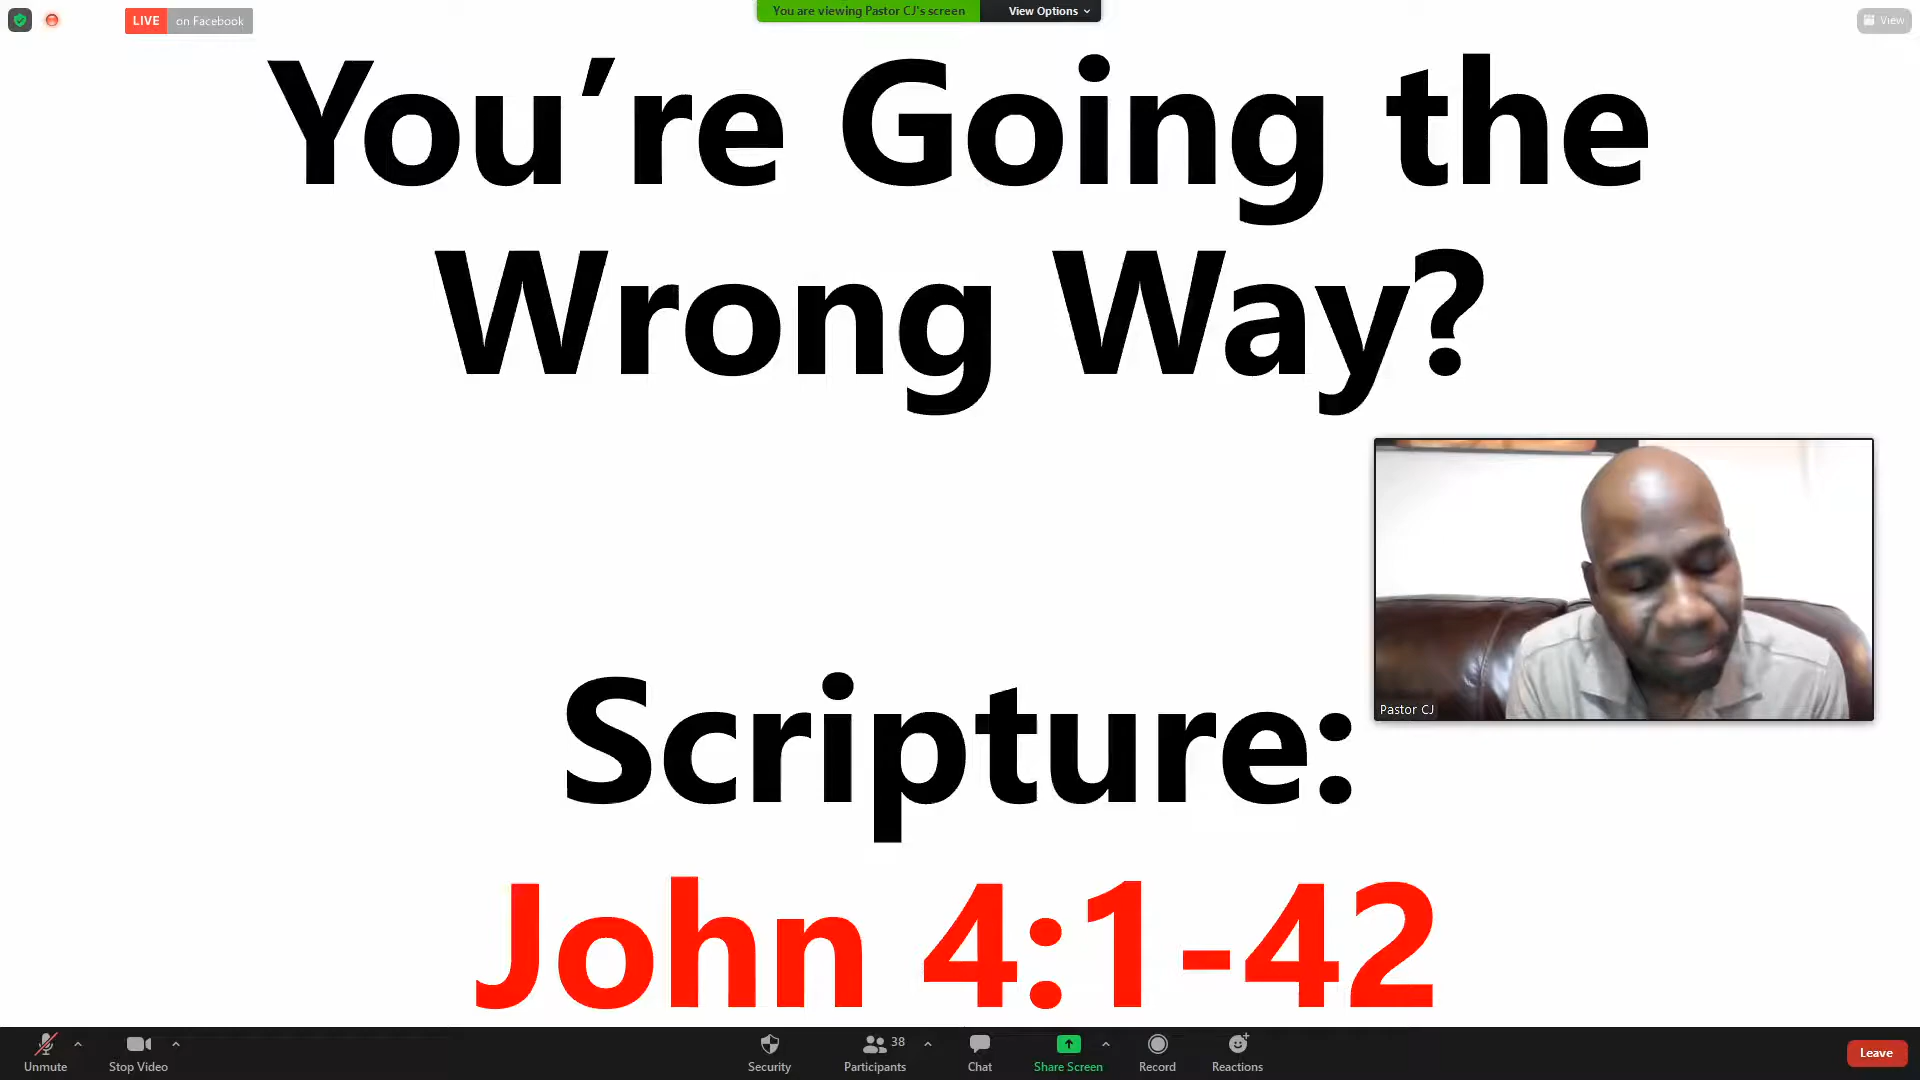 LIVE on Facebook
You are viewing Pastor CJ's screen View Options
View
You’re Going the
Wrong Way?
Pastor CJ
Scripture:
John 4:1-42
Unmute
Stop Video
Security
38
Participants
Chat
Share Screen
Record
Reactions
Leave